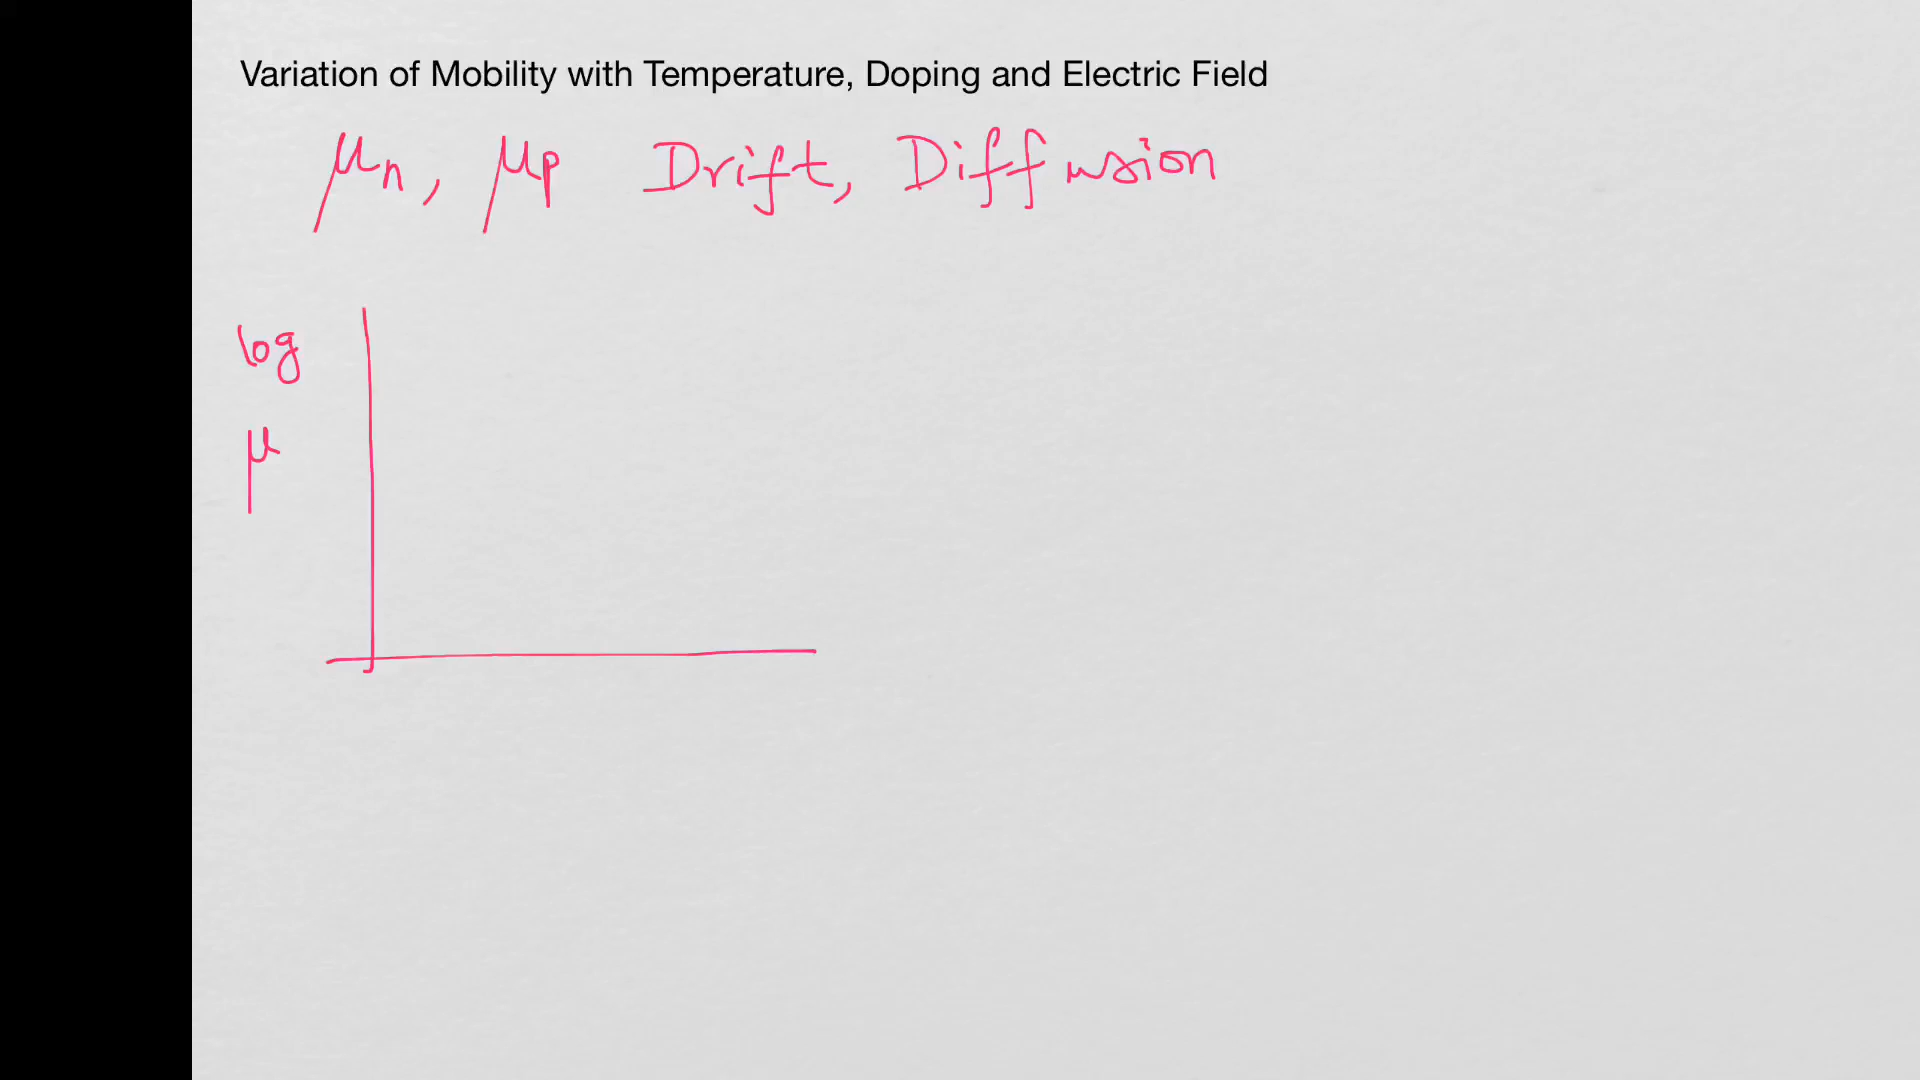 Variation of Mobility with Temperature, Doping and Electric Field
μn, μp Drift, Diffusion
log
μ